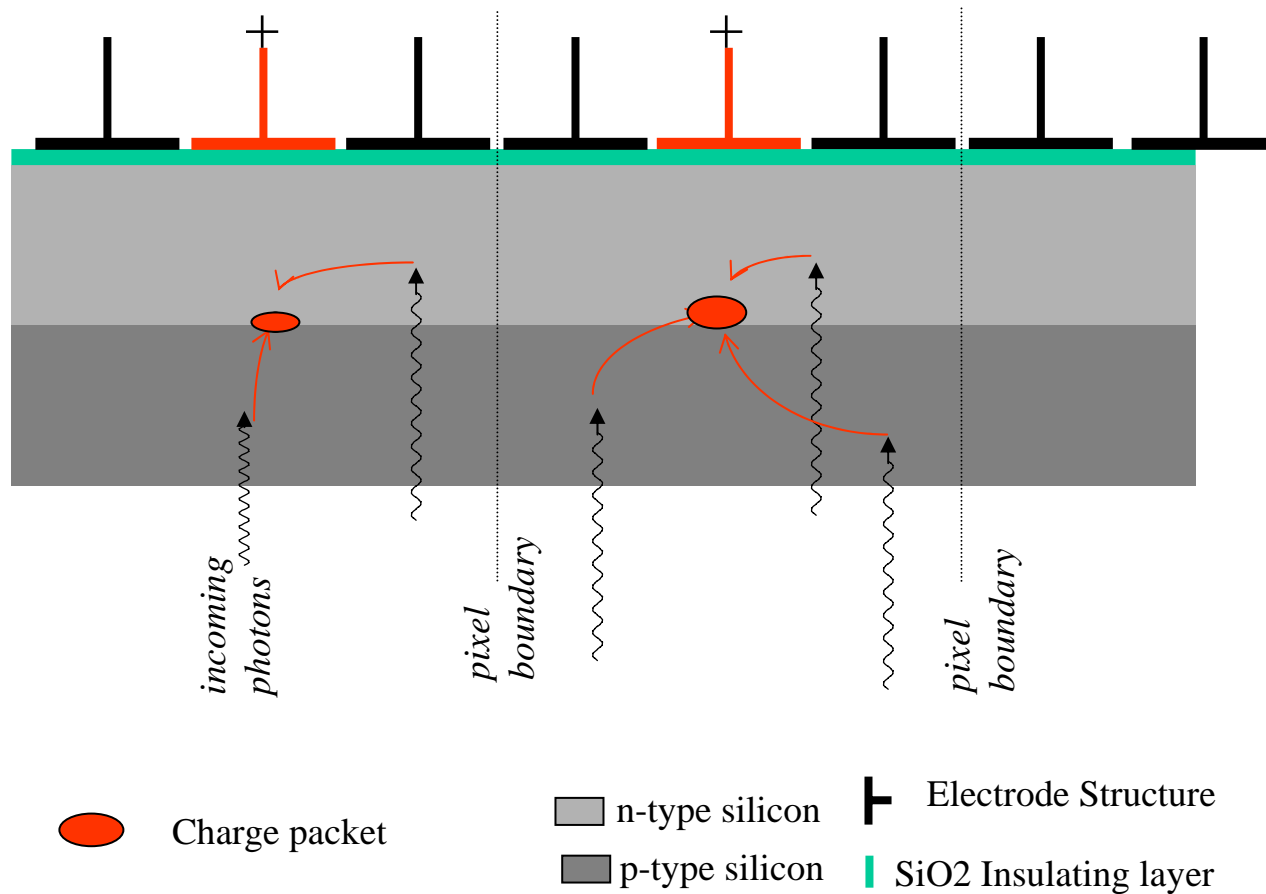 +
+
incoming
photons
pixel
boundary
pixel
boundary
Charge packet
n-type silicon
p-type silicon
Electrode Structure
SiO2 Insulating layer